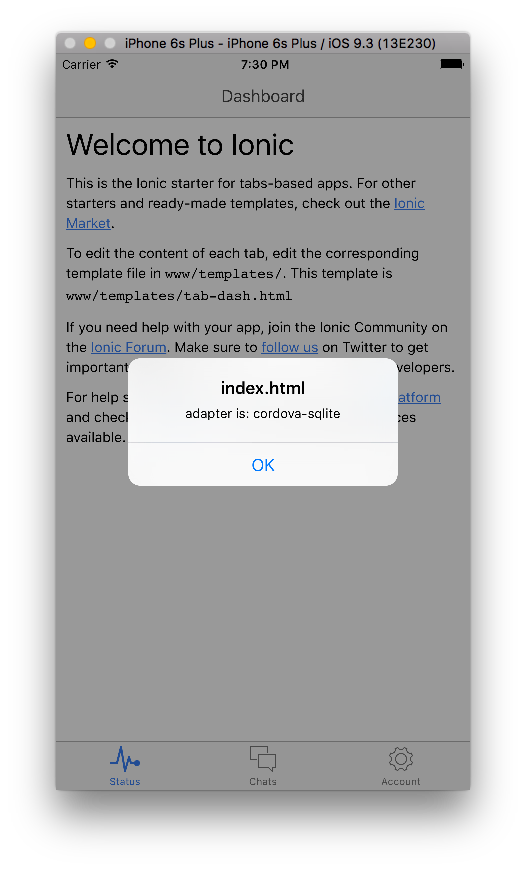 iPhone 6s Plus - iPhone 6s Plus / iOS 9.3 (13E230)
Carrier 7:30 PM
Dashboard
Welcome to Ionic
This is the Ionic starter for tabs-based apps. For other
starters and ready-made templates, check out the Ionic
Market.
To edit the content of each tab, edit the corresponding
template file in www/templates/. This template is
www/templates/tab-dash.html
If you need help with your app, join the Ionic Community on
the Ionic Forum. Make sure to follow us on Twitter to get
important velopers.
For help s atform
and check ces
available.
index.html
adapter is: cordova-sqlite
OK
Status Chats Account